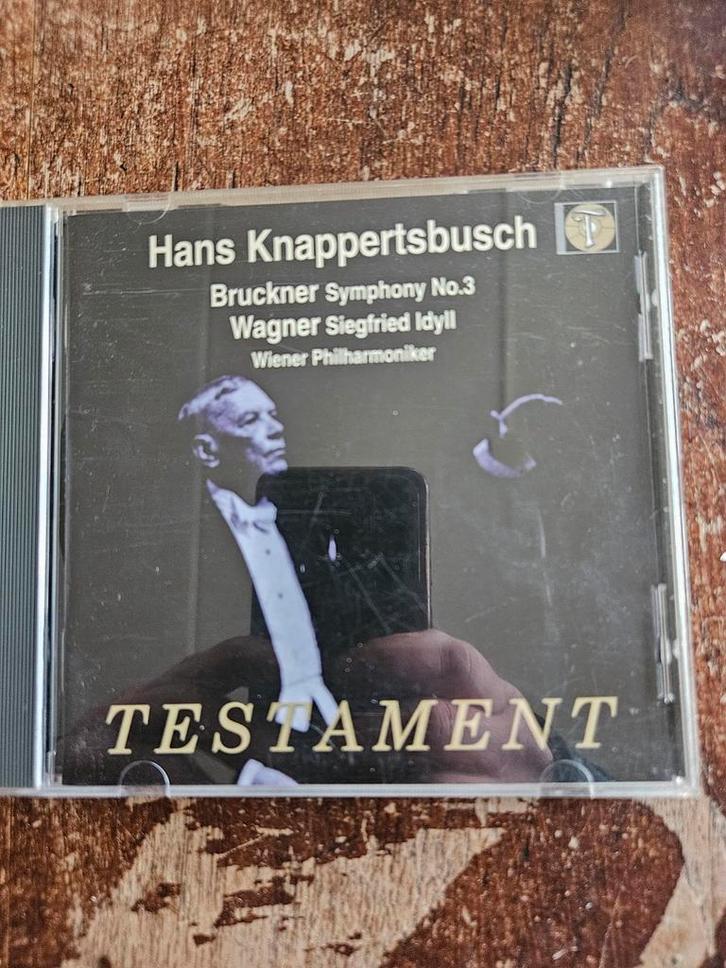 Hans Knappertsbusch
Bruckner Symphony No.3
Wagner Siegfried Idyll
Wiener Philharmoniker
TESTAMENT